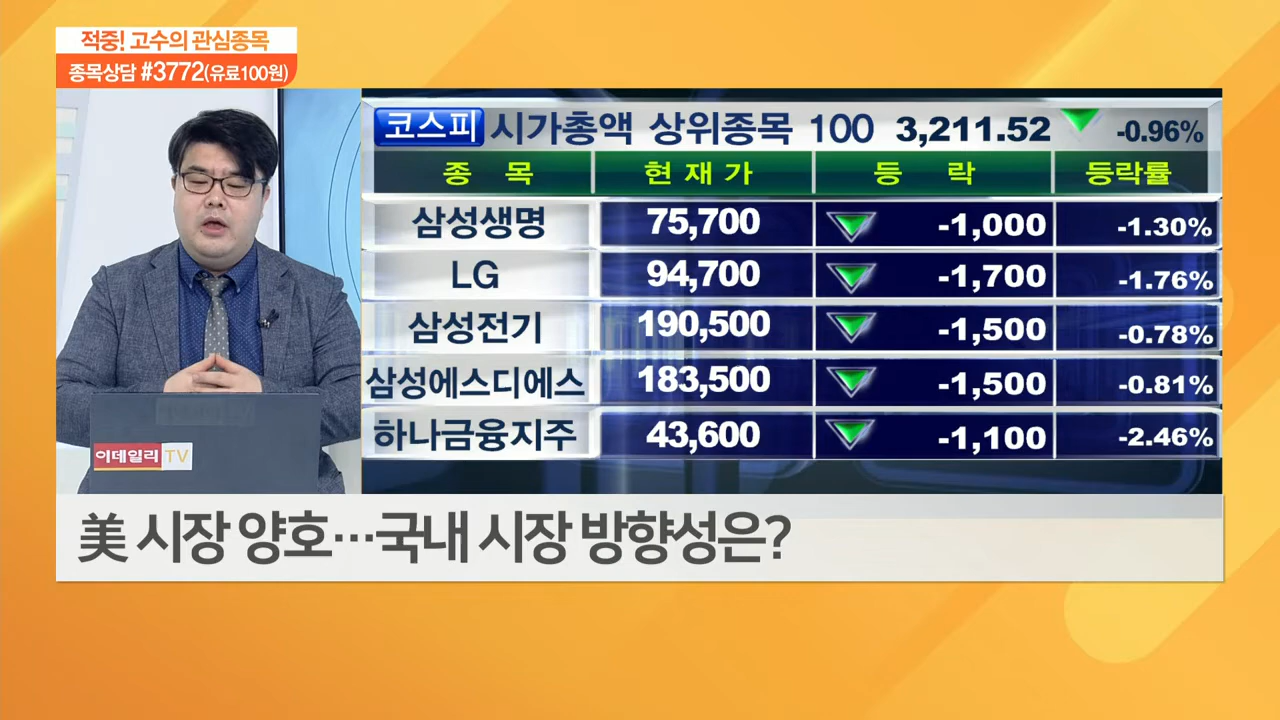 적중! 고수의 관심종목
종목상담 #3772(유료100원)
코스피 시가총액 상위종목 100 3,211.52 -0.96%
종 목 현 재 가 등 락 등락률
삼성생명 75,700 -1,000 -1.30%
LG 94,700 -1,700 -1.76%
삼성전기 190,500 -1,500 -0.78%
삼성에스디에스 183,500 -1,500 -0.81%
하나금융지주 43,600 -1,100 -2.46%
이데일리 TV
美 시장 양호…국내 시장 방향성은?